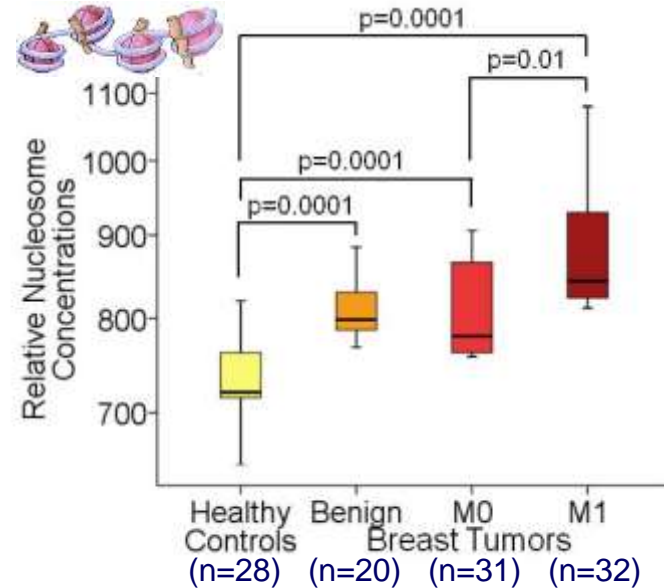 p=0.0001
p=0.01
p=0.0001
p=0.0001
Relative Nucleosome
Concentrations
1100
1000
900
800
700
Healthy Controls
Benign
M0
M1
Breast Tumors
(n=28) (n=20) (n=31) (n=32)